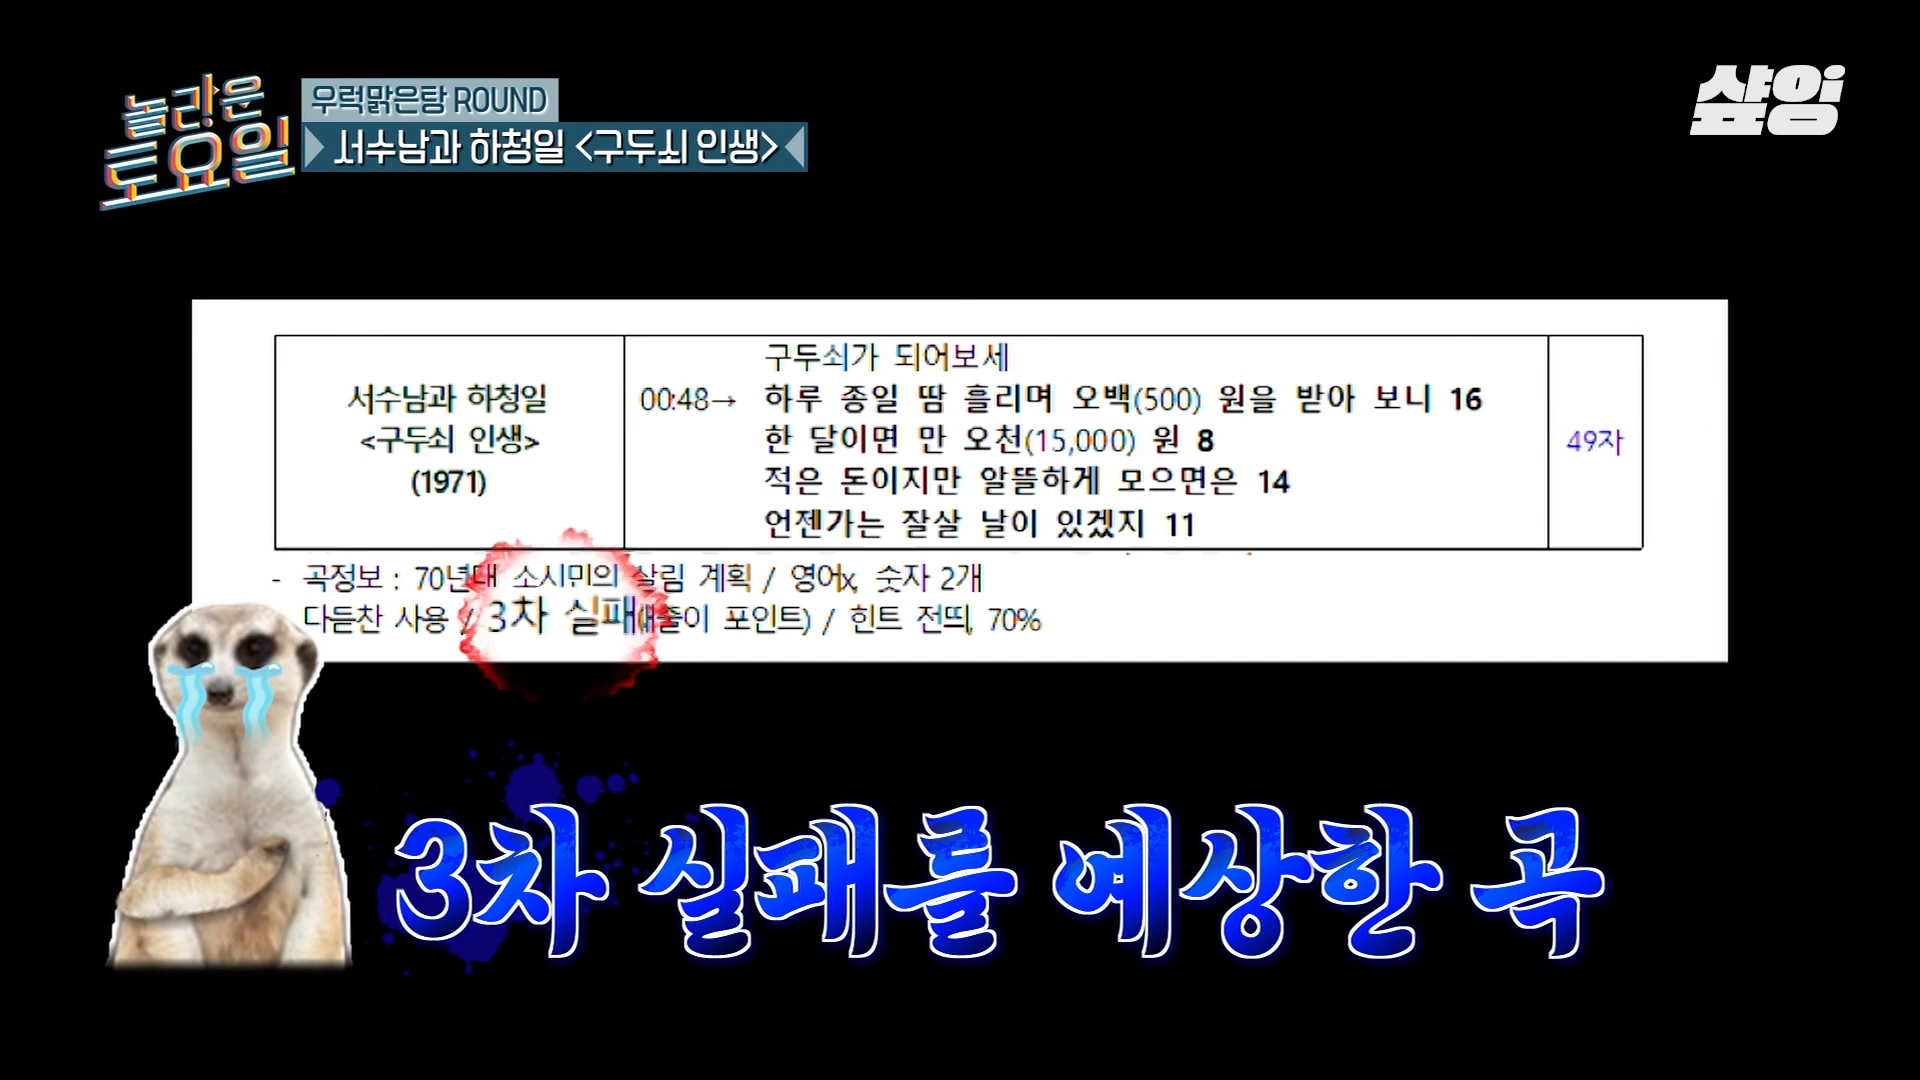 놀라운
토요일
우럭맑은탕 ROUND
서수남과 하청일 <구두쇠 인생>
샾잉
구두쇠가 되어보세
서수남과 하청일
<구두쇠 인생>
(1971)
00:48→ 하루 종일 땀 흘리며 오백(500) 원을 받아 보니 16
한 달이면 만 오천(15,000) 원 8
적은 돈이지만 알뜰하게 모으면은 14
언젠가는 잘살 날이 있겠지 11
49자
- 곡정보 : 70년대 소시민의 살림 계획 / 영어x, 숫자 2개
다듣찬 사용 / 3차 실패 포인트) / 힌트 전띄, 70%
3차 실패를 예상한 곡